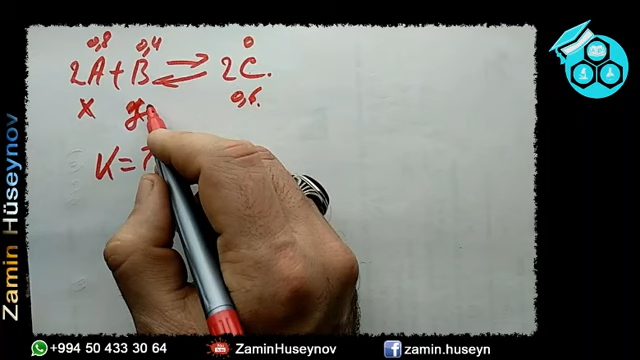 0,8 0,4 0
2A + B ⇄ 2C.
x y 0,6.
K = ?
Zamin Hüseynov
+994 50 433 30 64 ZaminHuseynov zamin.huseyn